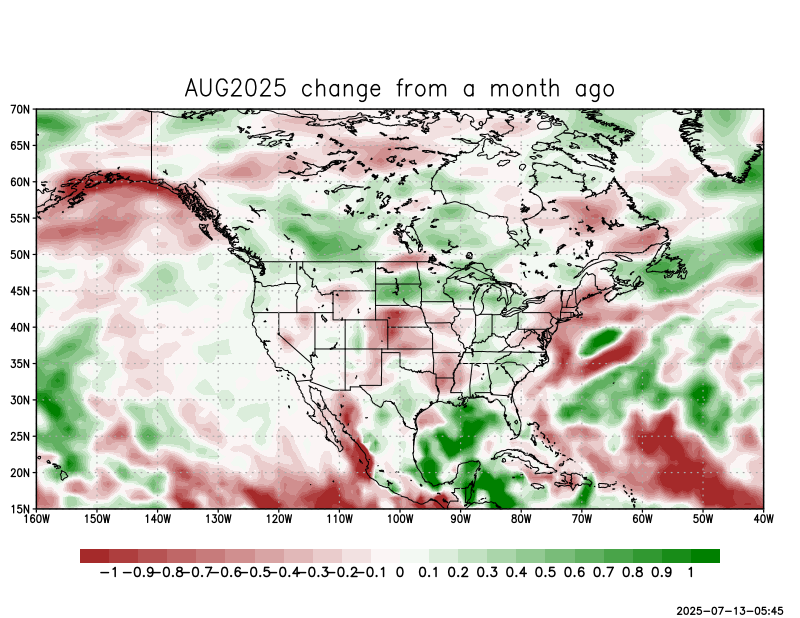 AUG2025 change from a month ago
70N
65N
60N
55N
50N
45N
40N
35N
30N
25N
20N
15N
160W 150W 140W 130W 120W 110W 100W 90W 80W 70W 60W 50W 40W
-1 -0.9 -0.8 -0.7 -0.6 -0.5 -0.4 -0.3 -0.2 -0.1 0 0.1 0.2 0.3 0.4 0.5 0.6 0.7 0.8 0.9 1
2025-07-13-05:45